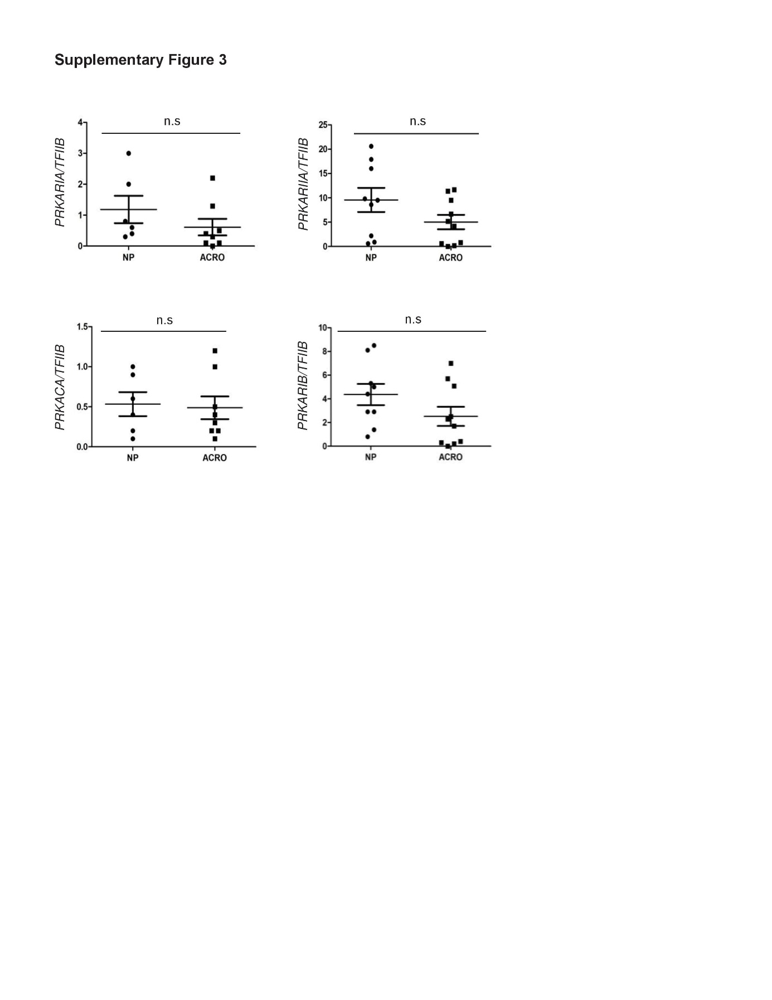 Supplementary Figure 3
n.s
PRKARIA/TFIIB
4
3
2
1
0
NP ACRO
n.s
PRKARIIA/TFIIB
25
20
15
10
5
0
NP ACRO
n.s
PRKACA/TFIIB
1.5
1.0
0.5
0.0
NP ACRO
n.s
PRKARIB/TFIIB
10
8
6
4
2
0
NP ACRO